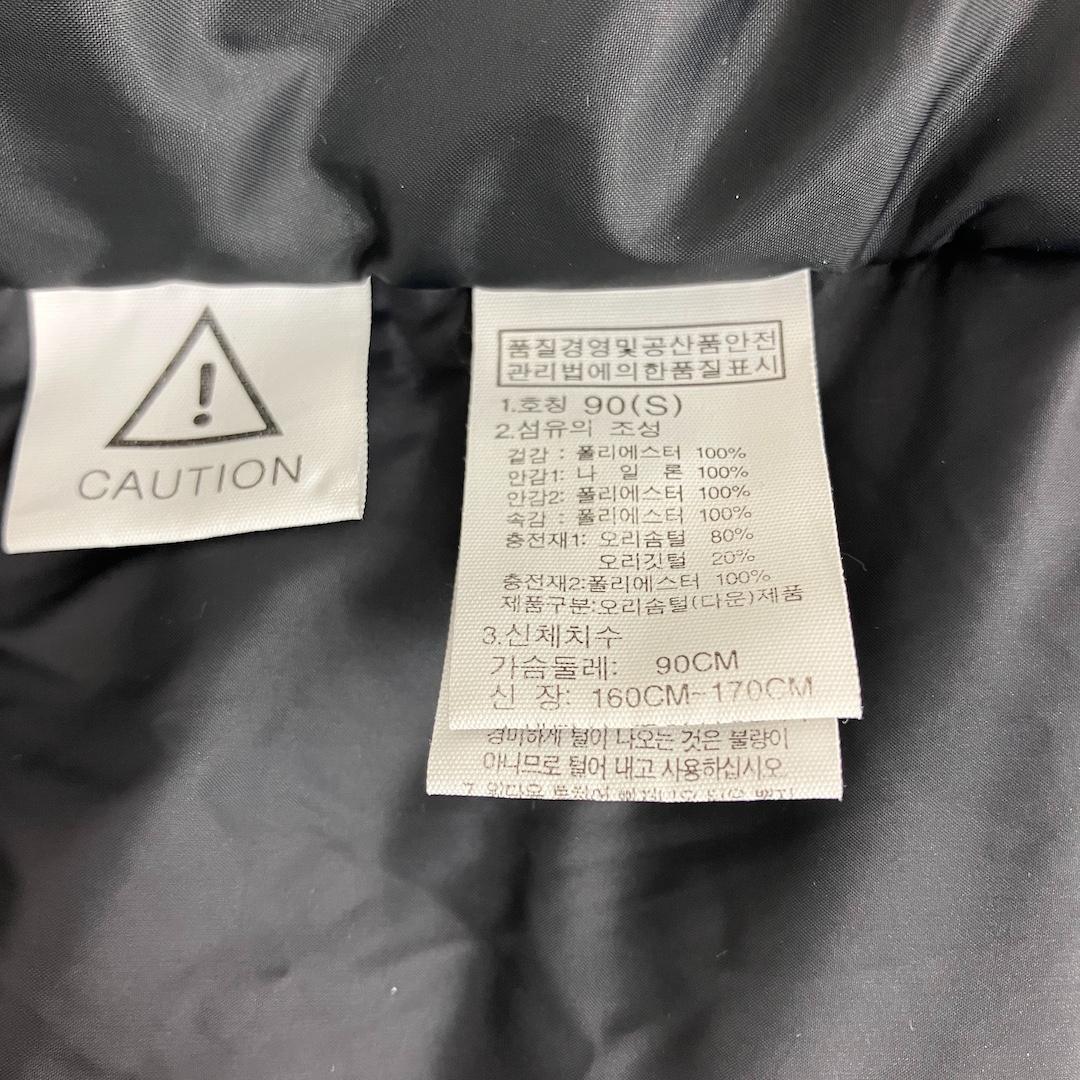 !
CAUTION
품질경영및공산품안전
관리법에의한품질표시
1.호칭 90(S)
2.섬유의 조성
겉감 : 폴리에스터 100%
안감1: 나 일 론 100%
안감2: 폴리에스터 100%
속감 : 폴리에스터 100%
충전재1: 오리솜털 80%
오리깃털 20%
충전재2:폴리에스터 100%
제품구분:오리솜털(다운)제품
3.신체치수
가슴둘레: 90CM
신 장: 160CM~170CM
경미하게 털이 나오는 것은 불량이
아니므로 털어 내고 사용하십시오.
7.